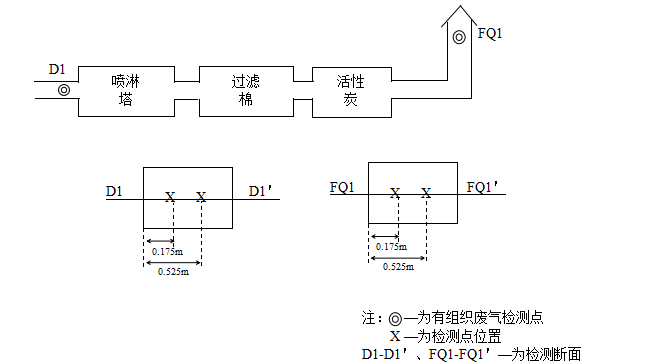 FQ1
D1
喷淋
塔
过滤
棉
活性
炭
D1
X
X
D1′
0.175m
0.525m
FQ1
X
X
FQ1′
0.175m
0.525m
注：◎—为有组织废气检测点
X —为检测点位置
D1-D1′、FQ1-FQ1′—为检测断面